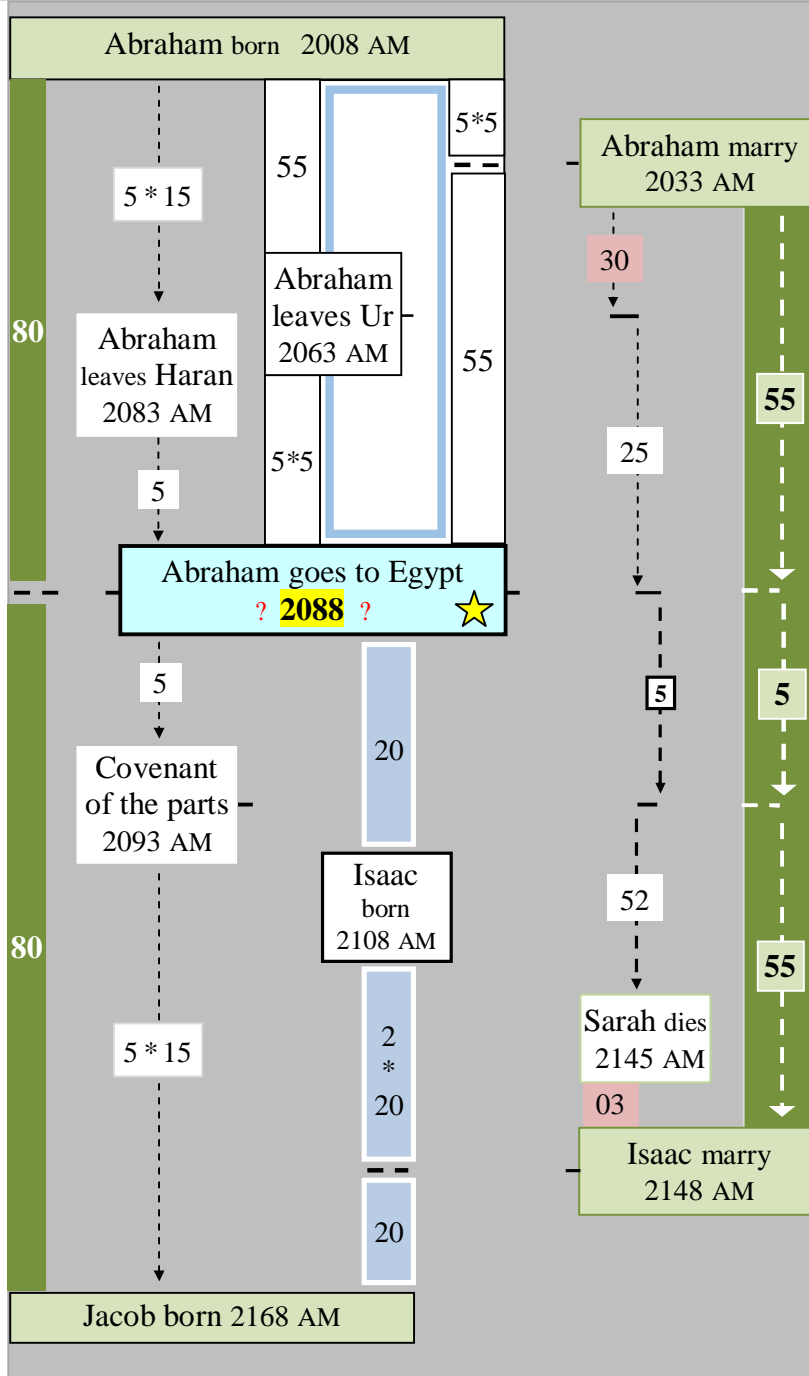 Abraham born 2008 AM
5*5
Abraham marry
2033 AM
55
5 * 15
30
Abraham
leaves Ur
2063 AM
80
Abraham
leaves Haran
2083 AM
55
55
25
5*5
5
Abraham goes to Egypt
? 2088 ?
5
5
5
20
Covenant
of the parts
2093 AM
Isaac
born
2108 AM
52
80
55
Sarah dies
2145 AM
5 * 15
2
*
20
03
Isaac marry
2148 AM
20
Jacob born 2168 AM